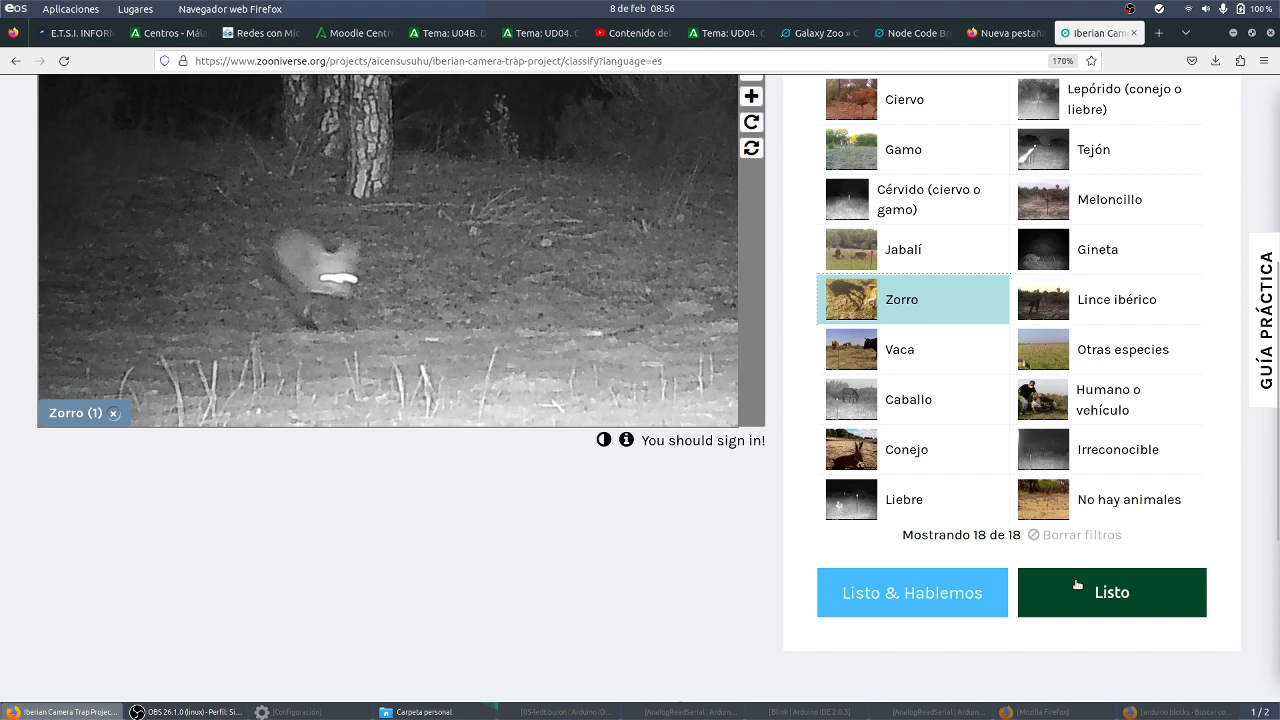 eos Aplicaciones Lugares Navegador web Firefox 8 de feb 08:56 100 %
E.T.S.I. INFORM Centros - Mála Redes con Mic Moodle Centr Tema: U04B. D Tema: UD04. C Contenido del Tema: UD04. C Galaxy Zoo » C Node Code Br Nueva pestaña Iberian Cam
https://www.zooniverse.org/projects/aicensusuhu/iberian-camera-trap-project/classify?language=es 170%
Ciervo
Lepórido (conejo o
liebre)
Gamo
Tejón
Cérvido (ciervo o
gamo)
Meloncillo
Jabalí
Gineta
Zorro
Lince ibérico
Vaca
Otras especies
Caballo
Humano o
vehículo
Conejo
Irreconocible
Liebre
No hay animales
Mostrando 18 de 18 Borrar filtros
Listo & Hablemos
Listo
Zorro (1)
You should sign in!
GUÍA PRÁCTICA
Iberian Camera Trap Projec... OBS 26.1.0 (linux) - Perfil: Si... [Configuración] Carpeta personal [AnalogReadSerial | Arduin... [Blink | Arduino IDE 2.0.3] [AnalogReadSerial | Arduin... [Mozilla Firefox] 1 / 2